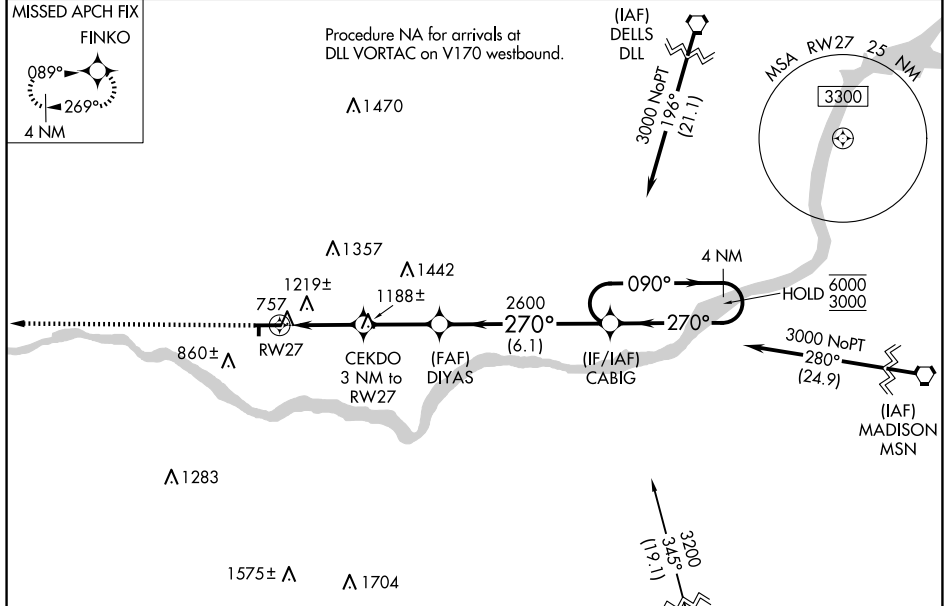 MISSED APCH FIX
FINKO
089°
269°
4 NM
Procedure NA for arrivals at
DLL VORTAC on V170 westbound.
1470
(IAF)
DELLS
DLL
3000 NoPT
196°
(21.1)
MSA RW27 25 NM
3300
1357
1442
1219±
1188±
757
RW27
860±
CEKDO
3 NM to
RW27
(FAF)
DIYAS
2600
270°
(6.1)
(IF/IAF)
CABIG
090°
270°
4 NM
HOLD 6000
3000
3000 NoPT
280°
(24.9)
(IAF)
MADISON
MSN
1283
1575±
1704
3200
345°
(19.1)